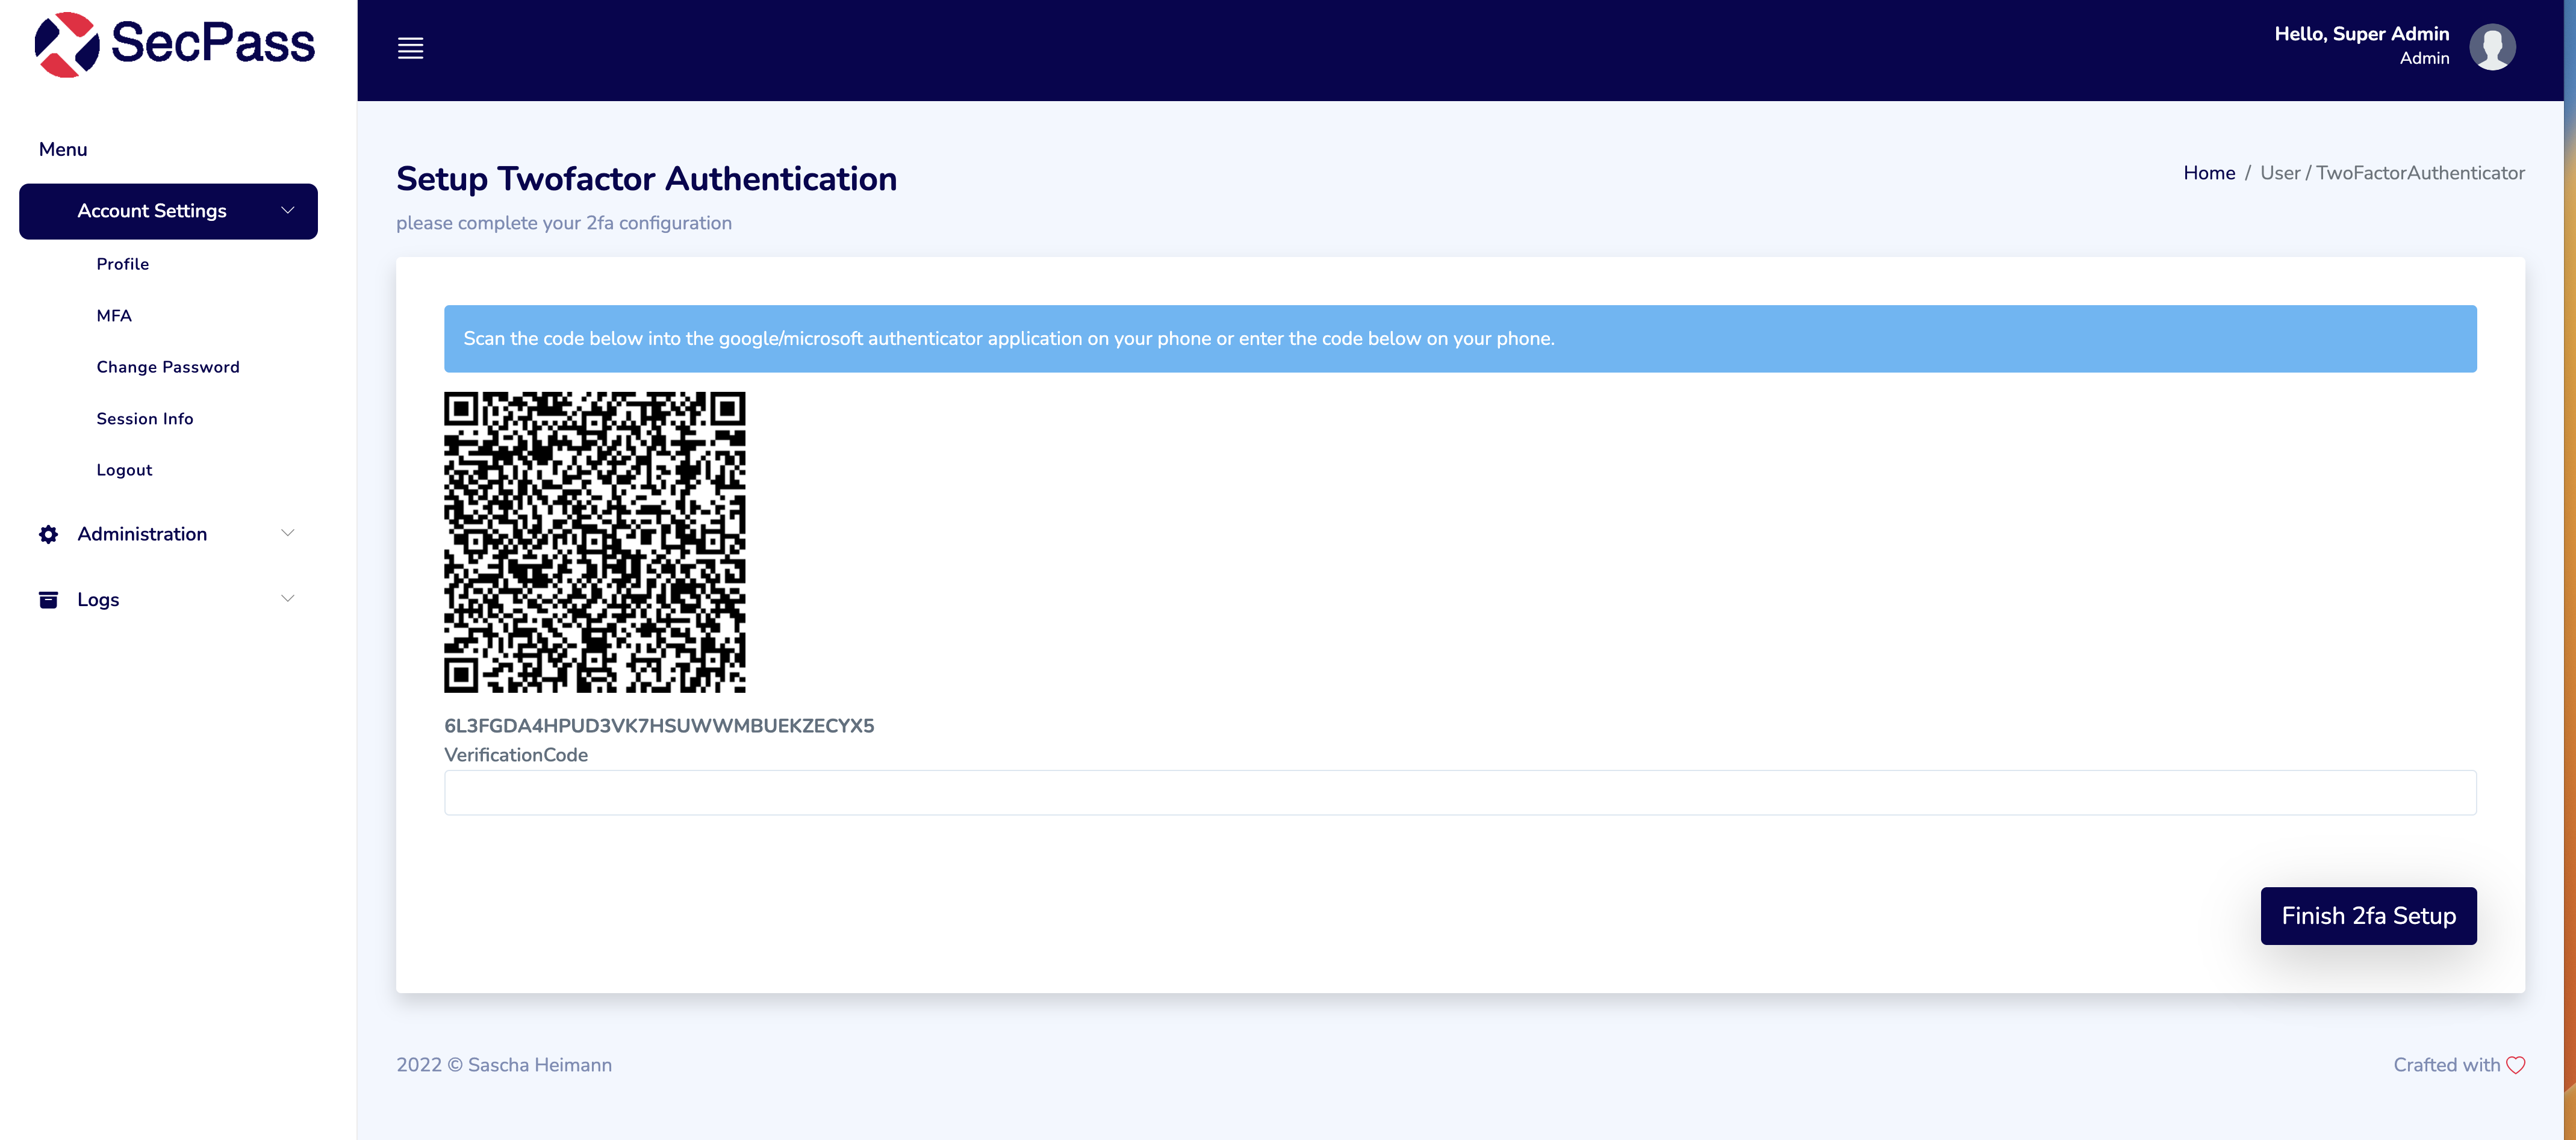 SecPass
Hello, Super Admin
Admin
Menu
Account Settings
Profile
MFA
Change Password
Session Info
Logout
Administration
Logs
Setup Twofactor Authentication
Home / User / TwoFactorAuthenticator
please complete your 2fa configuration
Scan the code below into the google/microsoft authenticator application on your phone or enter the code below on your phone.
6L3FGDA4HPUD3VK7HSUWWMBUEKZECYX5
VerificationCode
Finish 2fa Setup
2022 © Sascha Heimann
Crafted with